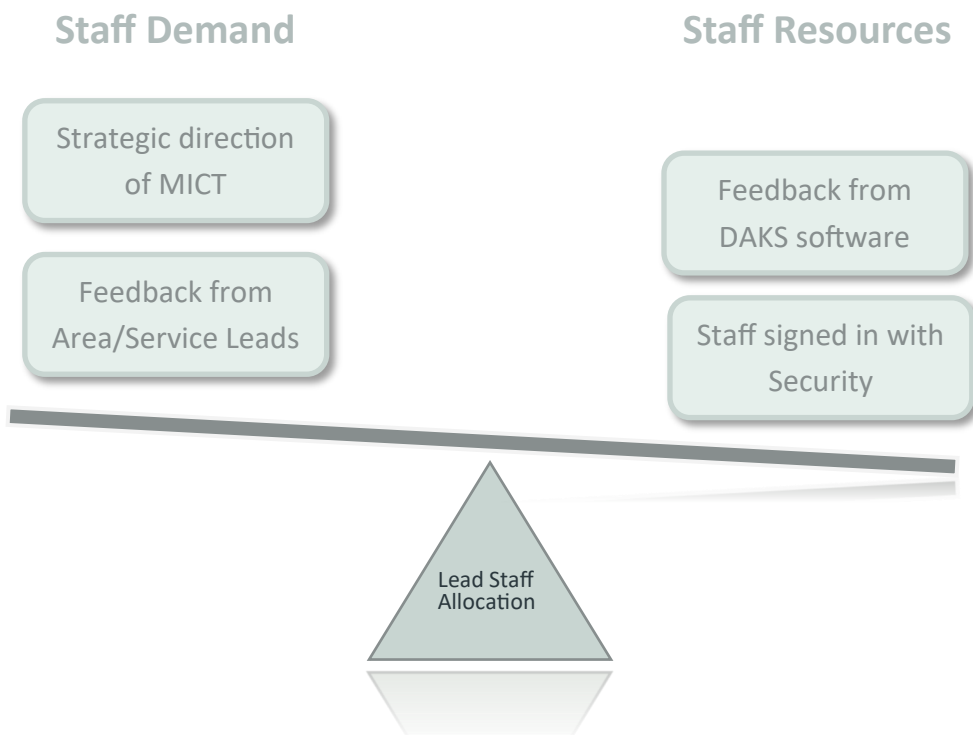 Staff Demand
Staff Resources
Strategic direction
of MICT
Feedback from
Area/Service Leads
Feedback from
DAKS software
Staff signed in with
Security
Lead Staff
Allocation